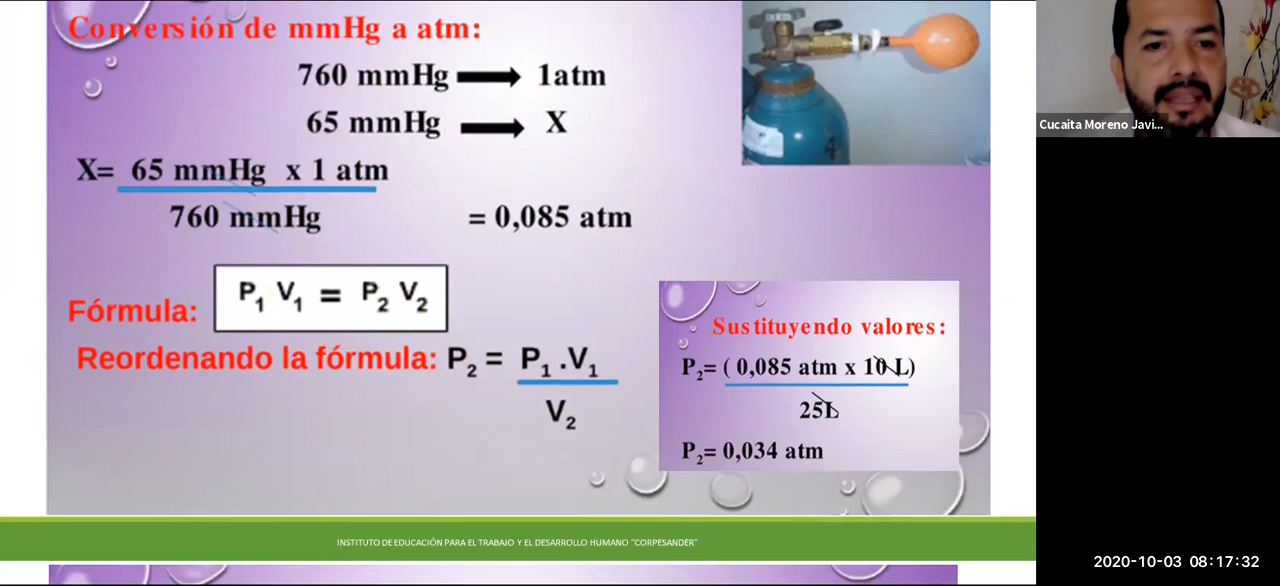 Conversión de mmHg a atm:
760 mmHg → 1atm
65 mmHg → X
X= 65 mmHg x 1 atm
760 mmHg = 0,085 atm
Fórmula: P₁ V₁ = P₂ V₂
Reordenando la fórmula: P₂ = P₁ .V₁
V₂
Sustituyendo valores:
P₂= ( 0,085 atm x 10 L)
25L
P₂= 0,034 atm
INSTITUTO DE EDUCACIÓN PARA EL TRABAJO Y EL DESARROLLO HUMANO "CORPESANDER"
Cucaita Moreno Javi...
2020-10-03 08:17:32